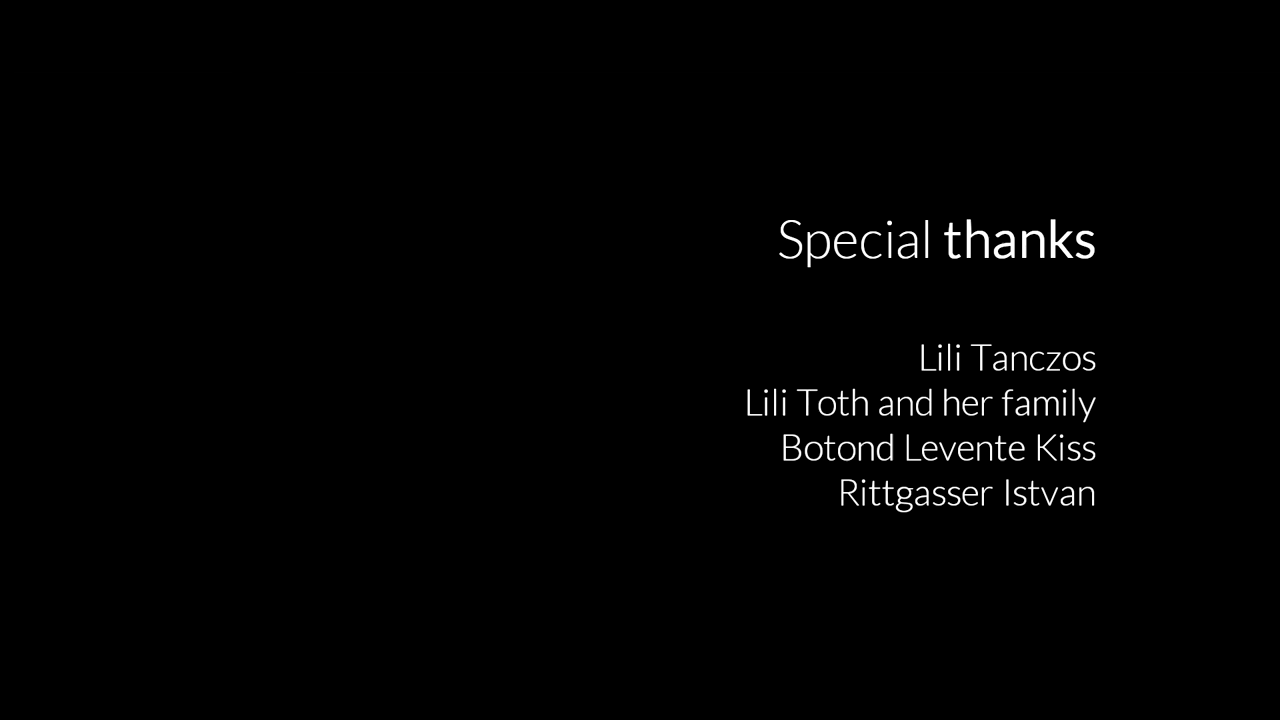 Special thanks
Lili Tanczos
Lili Toth and her family
Botond Levente Kiss
Rittgasser Istvan